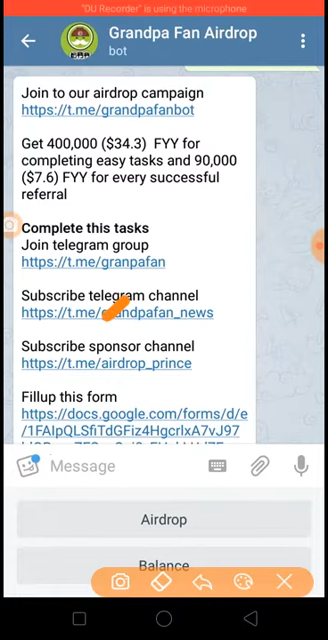 "DU Recorder" is using the microphone
Grandpa Fan Airdrop
bot
Join to our airdrop campaign
https://t.me/grandpafanbot
Get 400,000 ($34.3) FYY for
completing easy tasks and 90,000
($7.6) FYY for every successful
referral
Complete this tasks
Join telegram group
https://t.me/granpafan
Subscribe telegram channel
https://t.me/grandpafan_news
Subscribe sponsor channel
https://t.me/airdrop_prince
Fillup this form
https://docs.google.com/forms/d/e
/1FAIpQLSfiTdGFiz4HgcrIxA7vJ97
Message
Airdrop
Balance